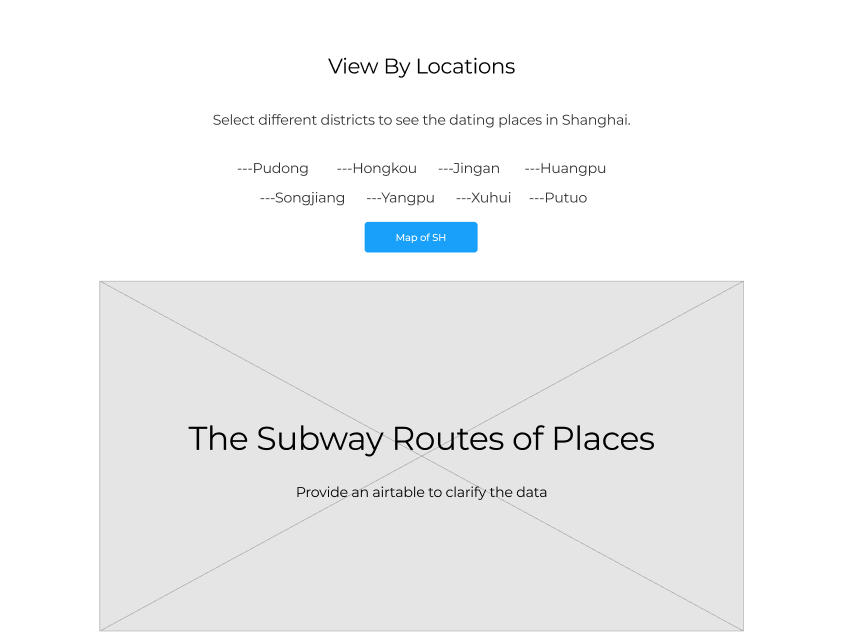 View By Locations
Select different districts to see the dating places in Shanghai.
---Pudong ---Hongkou ---Jingan ---Huangpu
---Songjiang ---Yangpu ---Xuhui ---Putuo
Map of SH
The Subway Routes of Places
Provide an airtable to clarify the data